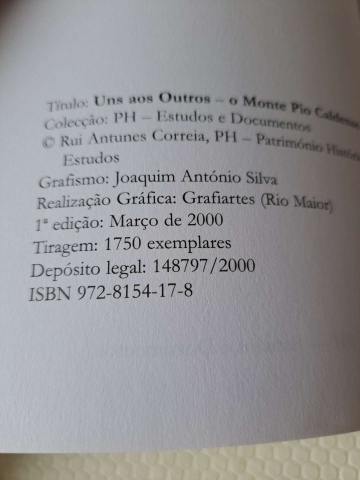 Título: Uns aos Outros – o Monte Pio Caldense
Colecção: PH – Estudos e Documentos
© Rui Antunes Correia, PH – Património
Estudos
Grafismo: Joaquim António Silva
Realização Gráfica: Grafiartes (Rio Maior)
1ª edição: Março de 2000
Tiragem: 1750 exemplares
Depósito legal: 148797/2000
ISBN 972-8154-17-8